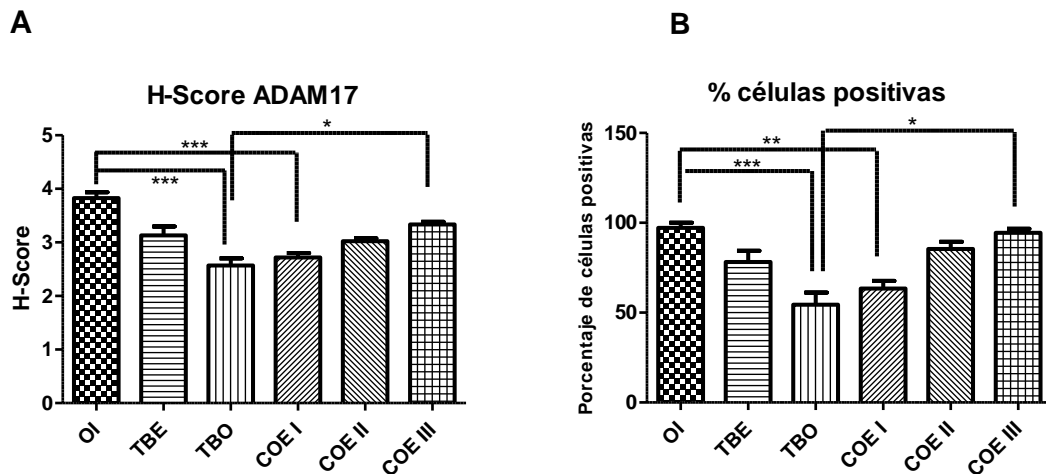 A
H-Score ADAM17
H-Score
5
4
3
2
1
0
***
***
*
OI
TBE
TBO
COE I
COE II
COE III
B
% células positivas
Porcentaje de células positivas
150
100
50
0
**
***
*
OI
TBE
TBO
COE I
COE II
COE III